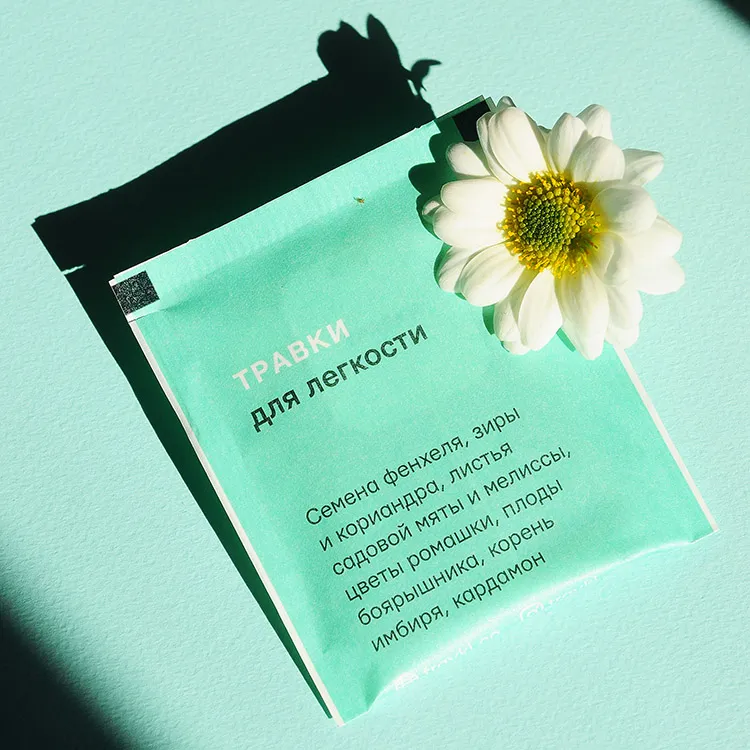 ТРАВКИ
для легкости
Семена фенхеля, зиры
и кориандра, листья
садовой мяты и мелиссы,
цветы ромашки, плоды
боярышника, корень
имбиря, кардамон